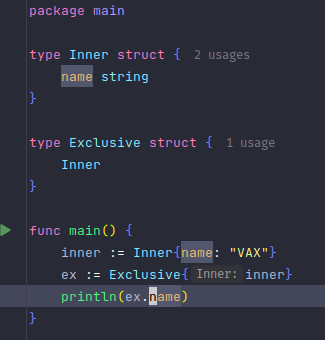 package main
type Inner struct { 2 usages
name string
}
type Exclusive struct { 1 usage
Inner
}
func main() {
inner := Inner{name: "VAX"}
ex := Exclusive{Inner: inner}
println(ex.name)
}